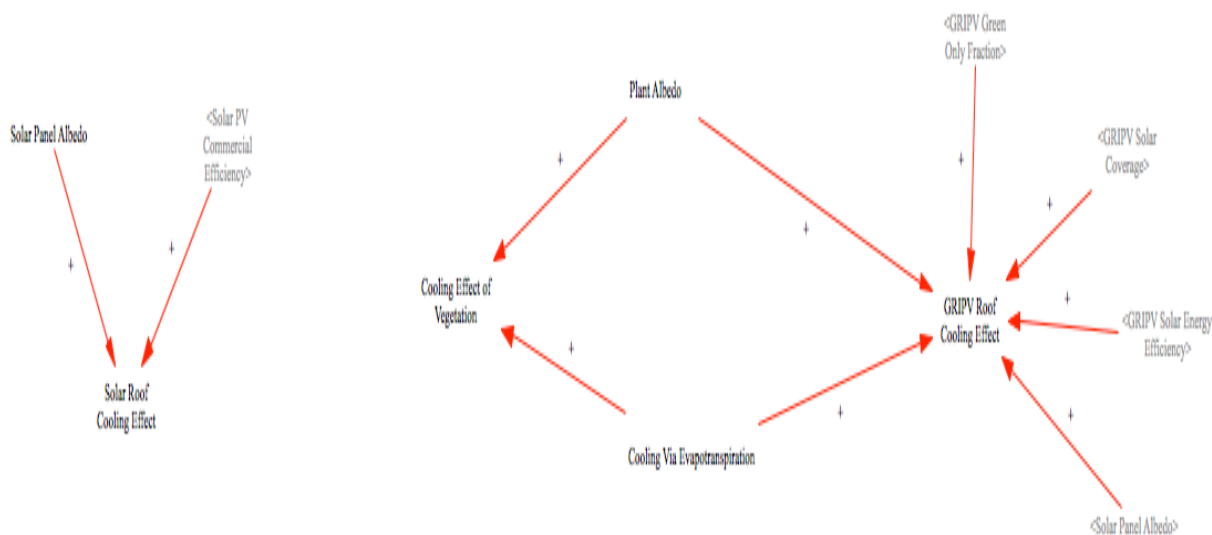 <GRIPV Green
Only Fraction>
Plant Albedo
<Solar PV
Commercial
Efficiency>
Solar Panel Albedo
<GRIPV Solar
Coverage>
+
+
+
+
+
+
+
Cooling Effect of
Vegetation
GRIPV Roof
Cooling Effect
+
<GRIPV Solar Energy
Efficiency>
+
Solar Roof
Cooling Effect
+
+
Cooling Via Evapotranspiration
<Solar Panel Albedo>